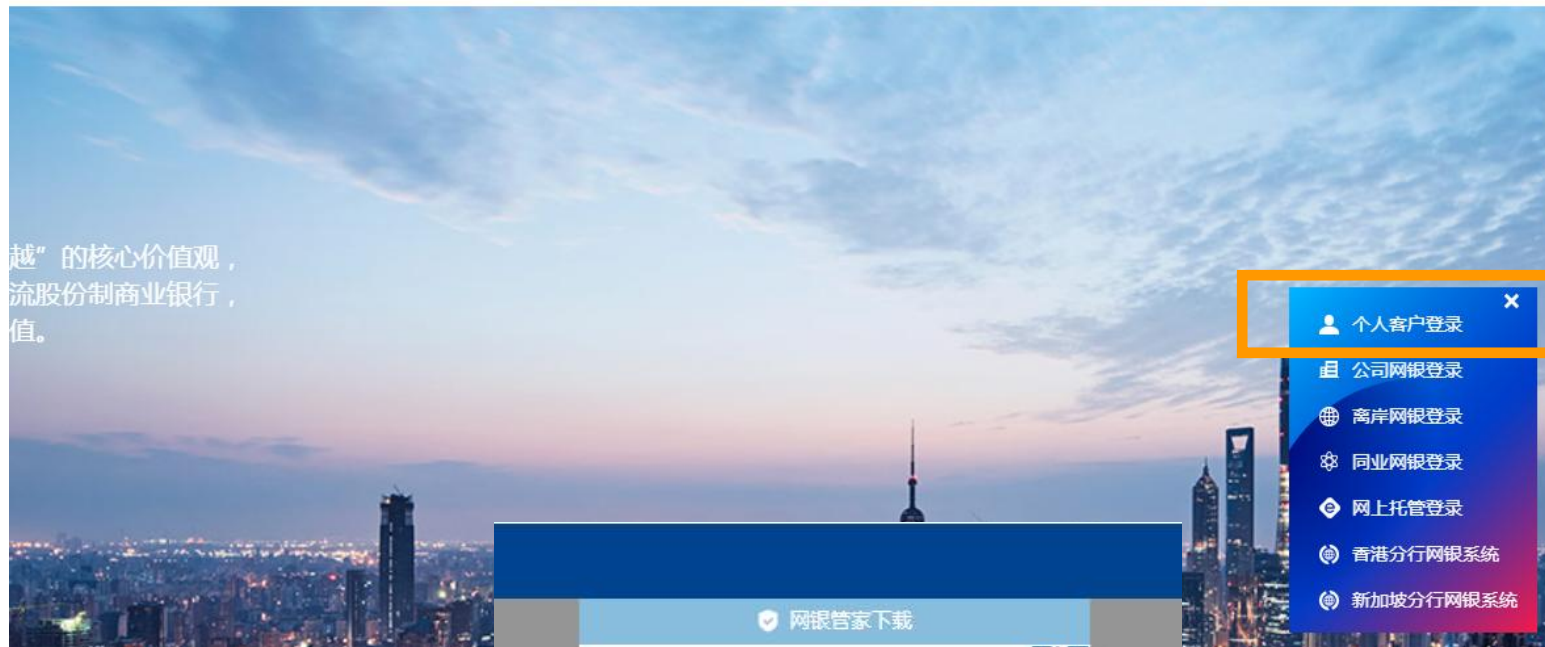 越”的核心价值观，
流股份制商业银行，
值。
个人客户登录
公司网银登录
离岸网银登录
同业网银登录
网上托管登录
香港分行网银系统
新加坡分行网银系统
网银管家下载